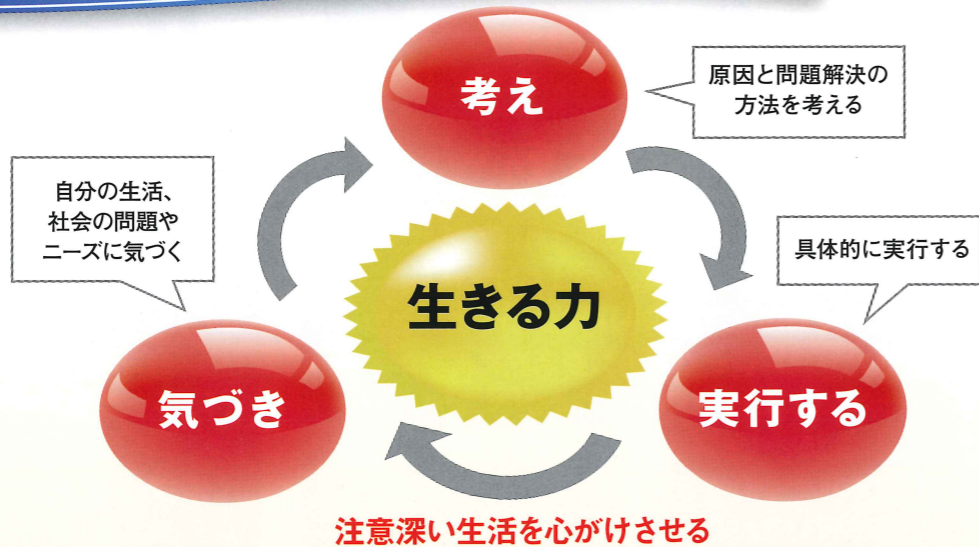 考え
原因と問題解決の
方法を考える
自分の生活、
社会の問題や
ニーズに気づく
具体的に実行する
生きる力
気づき
実行する
注意深い生活を心がけさせる